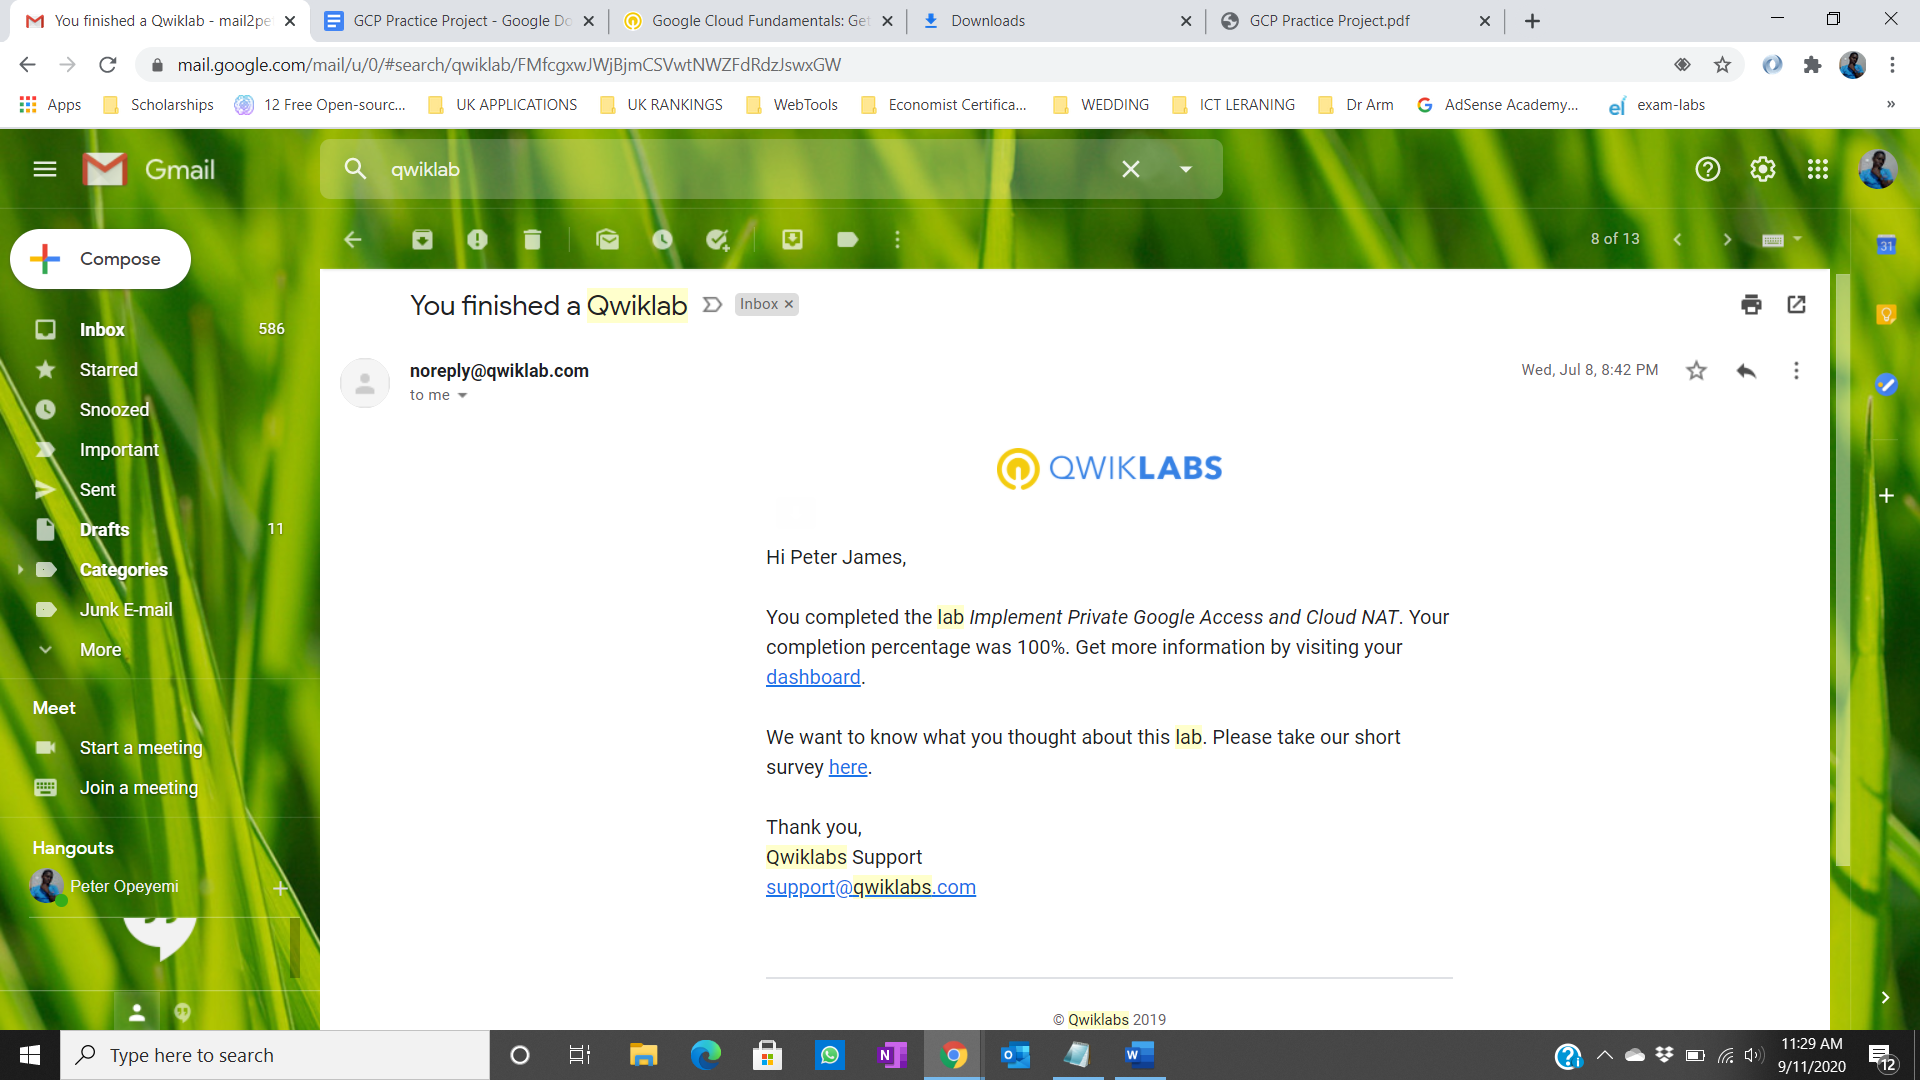 You finished a Qwiklab - mail2pe
GCP Practice Project - Google Do
Google Cloud Fundamentals: Get
Downloads
GCP Practice Project.pdf
mail.google.com/mail/u/0/#search/qwiklab/FMfcgxwJWjBjmCSVwtNWZFdRdzJswxGW
Apps
Scholarships
12 Free Open-sourc...
UK APPLICATIONS
UK RANKINGS
WebTools
Economist Certifica...
WEDDING
ICT LERANING
Dr Arm
AdSense Academy...
exam-labs
Gmail
qwiklab
Compose
8 of 13
31
You finished a Qwiklab
Inbox
Inbox 586
Starred
Snoozed
Important
Sent
Drafts 11
Categories
Junk E-mail
More
Meet
Start a meeting
Join a meeting
Hangouts
Peter Opeyemi
noreply@qwiklab.com
to me
Wed, Jul 8, 8:42 PM
QWIKLABS
Hi Peter James,
You completed the lab Implement Private Google Access and Cloud NAT. Your
completion percentage was 100%. Get more information by visiting your
dashboard.
We want to know what you thought about this lab. Please take our short
survey here.
Thank you,
Qwiklabs Support
support@qwiklabs.com
© Qwiklabs 2019
Type here to search
11:29 AM
9/11/2020
12